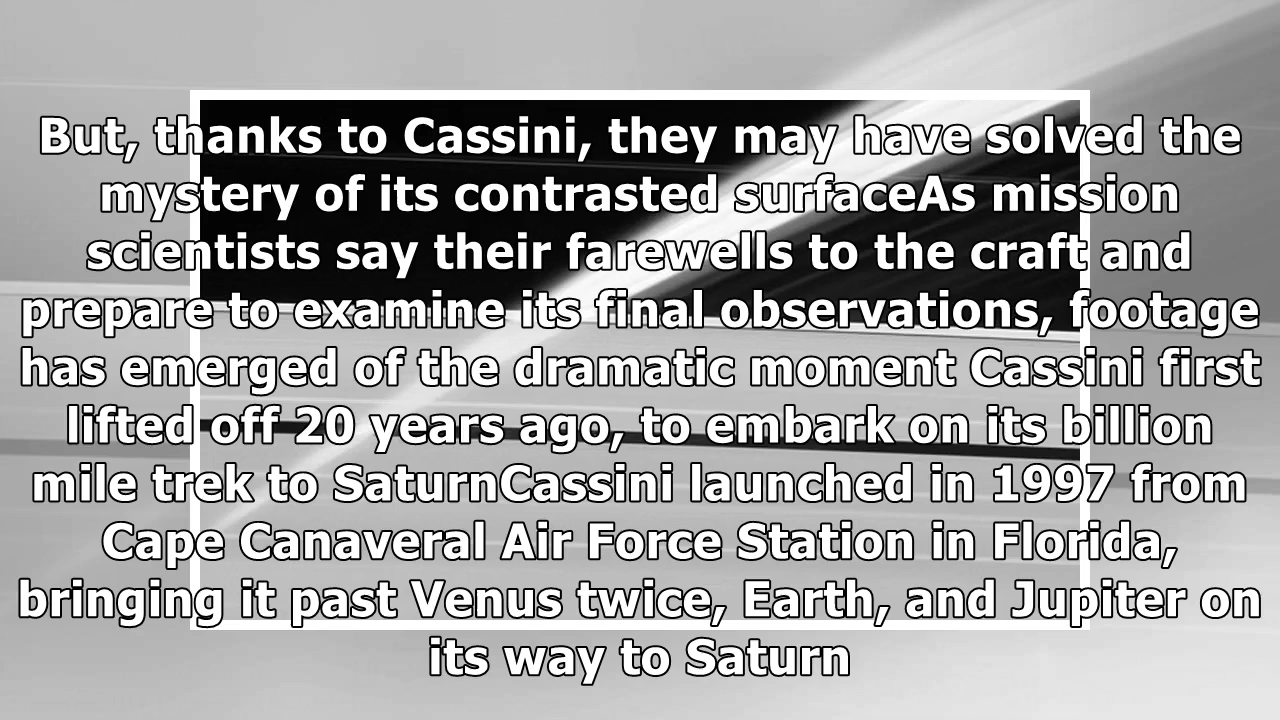 But, thanks to Cassini, they may have solved the
mystery of its contrasted surfaceAs mission
scientists say their farewells to the craft and
prepare to examine its final observations, footage
has emerged of the dramatic moment Cassini first
lifted off 20 years ago, to embark on its billion
mile trek to SaturnCassini launched in 1997 from
Cape Canaveral Air Force Station in Florida,
bringing it past Venus twice, Earth, and Jupiter on
its way to Saturn